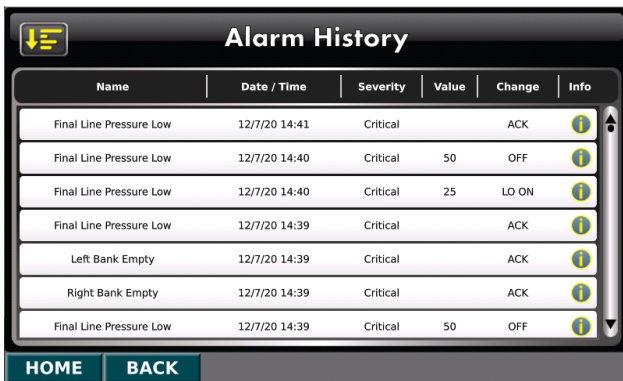 Alarm History
Name Date / Time Severity Value Change Info
Final Line Pressure Low 12/7/20 14:41 Critical ACK i
Final Line Pressure Low 12/7/20 14:40 Critical 50 OFF i
Final Line Pressure Low 12/7/20 14:40 Critical 25 LO ON i
Final Line Pressure Low 12/7/20 14:39 Critical ACK i
Left Bank Empty 12/7/20 14:39 Critical ACK i
Right Bank Empty 12/7/20 14:39 Critical ACK i
Final Line Pressure Low 12/7/20 14:39 Critical 50 OFF i
HOME BACK